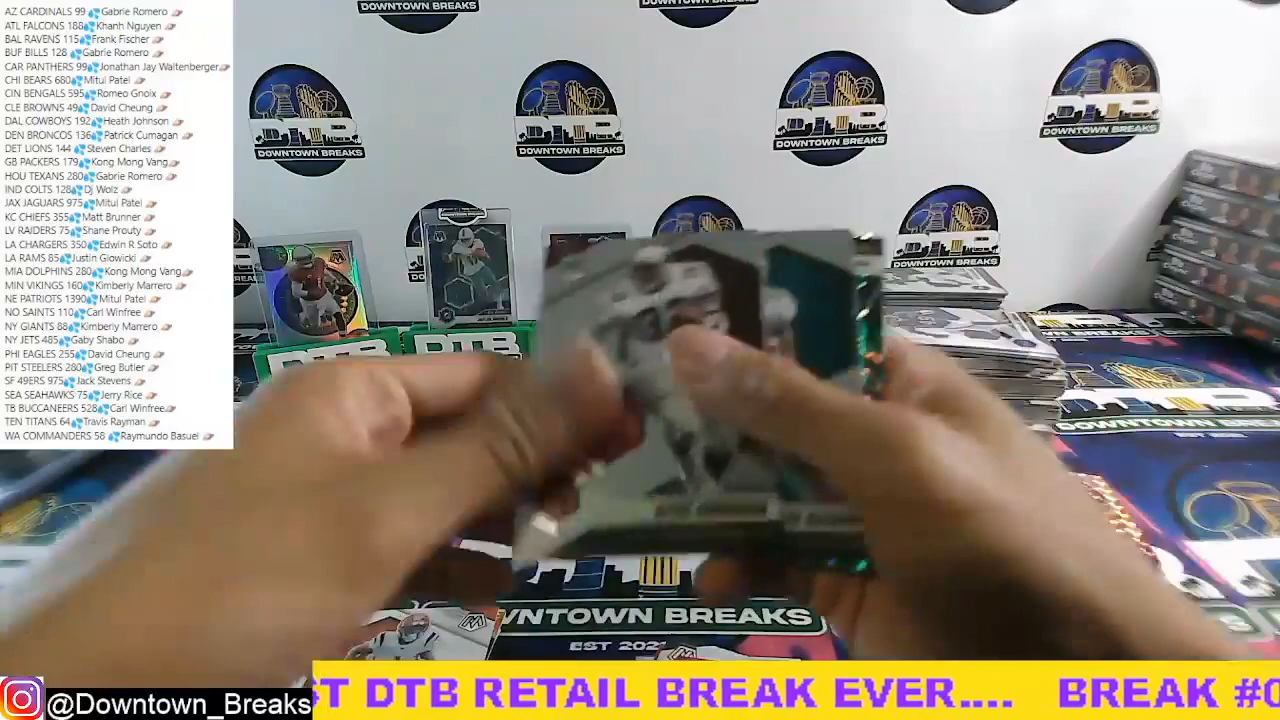 AZ CARDINALS 99 Gabrie Romero
ATL FALCONS 188 Khanh Nguyen
BAL RAVENS 115 Frank Fischer
BUF BILLS 128 Gabrie Romero
CAR PANTHERS 99 Jonathan Jay Waltenberger
CHI BEARS 680 Mitul Patel
CIN BENGALS 595 Romeo Gnoix
CLE BROWNS 49 David Cheung
DAL COWBOYS 192 Heath Johnson
DEN BRONCOS 136 Patrick Cumagan
DET LIONS 144 Steven Charles
GB PACKERS 179 Kong Mong Vang
HOU TEXANS 280 Gabrie Romero
IND COLTS 128 DJ Wolz
JAX JAGUARS 975 Mitul Patel
KC CHIEFS 355 Matt Brunner
LV RAIDERS 75 Shane Prouty
LA CHARGERS 350 Edwin R Soto
LA RAMS 85 Justin Glowicki
MIA DOLPHINS 280 Kong Mong Vang
MIN VIKINGS 160 Kimberly Marrero
NE PATRIOTS 1390 Mitul Patel
NO SAINTS 110 Carl Winfree
NY GIANTS 88 Kimberly Marrero
NY JETS 485 Gaby Shabo
PHI EAGLES 255 David Cheung
PIT STEELERS 280 Greg Butler
SF 49ERS 975 Jack Stevens
SEA SEAHAWKS 75 Jerry Rice
TB BUCCANEERS 528 Carl Winfree
TEN TITANS 64 Travis Rayman
WA COMMANDERS 58 Raymundo Basuel
DOWNTOWN BREAKS
DOWNTOWN BREAKS
DTB
DOWNTOWN BREAKS
DTB
DOWNTOWN BREAKS
DTB
DOWNTOWN BREAKS
DTB
DOWNTOWN BREAKS
DTB
DOWNTOWN BREAKS
DTB
DTB
WNTOWN BREAKS
EST 202
ST DTB RETAIL BREAK EVER.... BREAK #0
@Downtown_Breaks